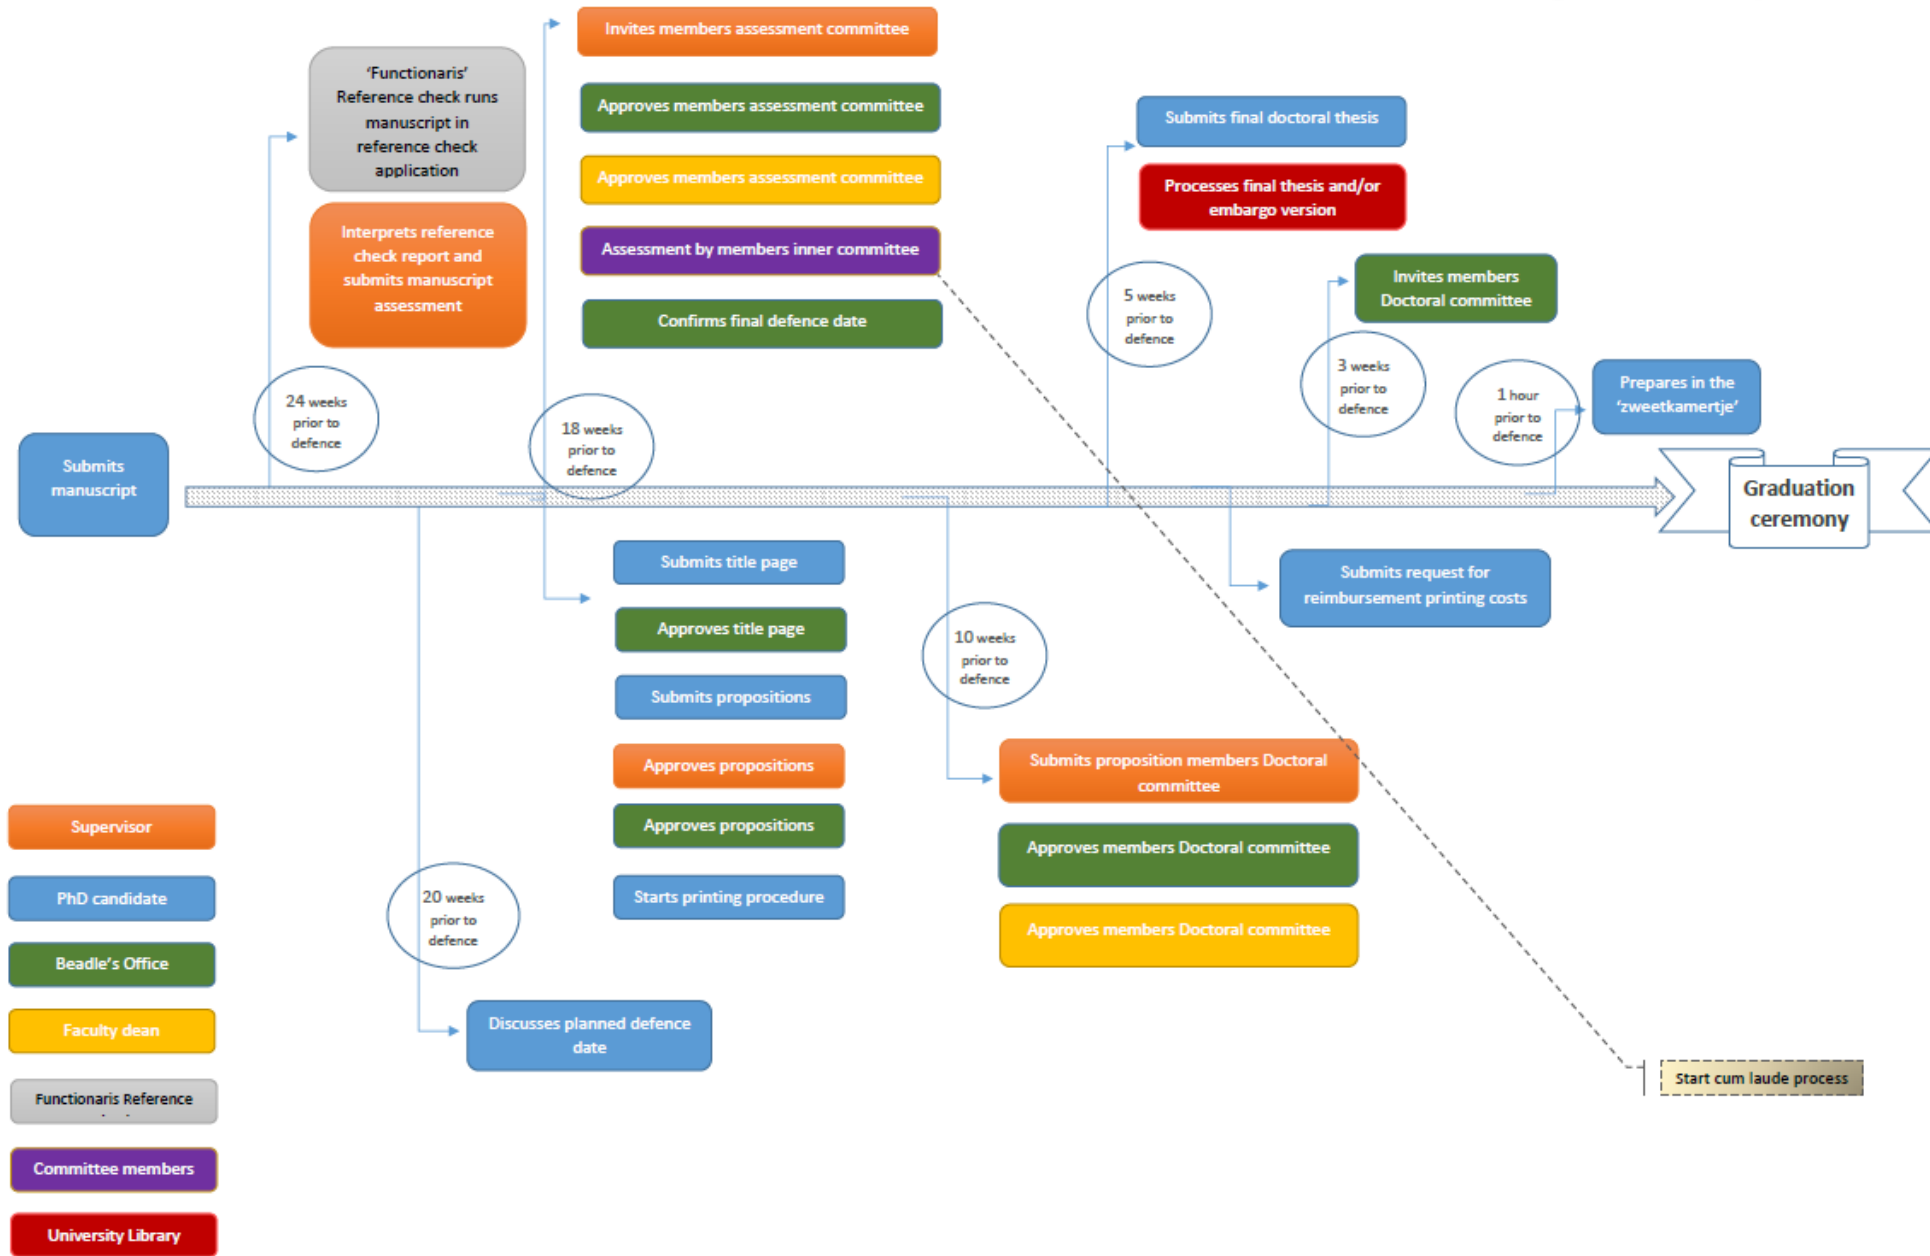 Invites members assessment committee
'Functionaris'
Reference check runs
manuscript in
reference check
application
Approves members assessment committee
Approves members assessment committee
Interprets reference
check report and
submits manuscript
assessment
Assessment by members inner committee
Confirms final defence date
Submits final doctoral thesis
Processes final thesis and/or
embargo version
Invites members
Doctoral committee
5 weeks
prior to
defence
3 weeks
prior to
defence
1 hour
prior to
defence
Prepares in the
'zweetkamertje'
24 weeks
prior to
defence
18 weeks
prior to
defence
Submits
manuscript
Graduation
ceremony
Submits title page
Approves title page
Submits propositions
Approves propositions
Approves propositions
Starts printing procedure
10 weeks
prior to
defence
Submits request for
reimbursement printing costs
Submits proposition members Doctoral
committee
Approves members Doctoral committee
Approves members Doctoral committee
20 weeks
prior to
defence
Discusses planned defence
date
Start cum laude process
Supervisor
PhD candidate
Beadle's Office
Faculty dean
Functionaris Reference
Committee members
University Library